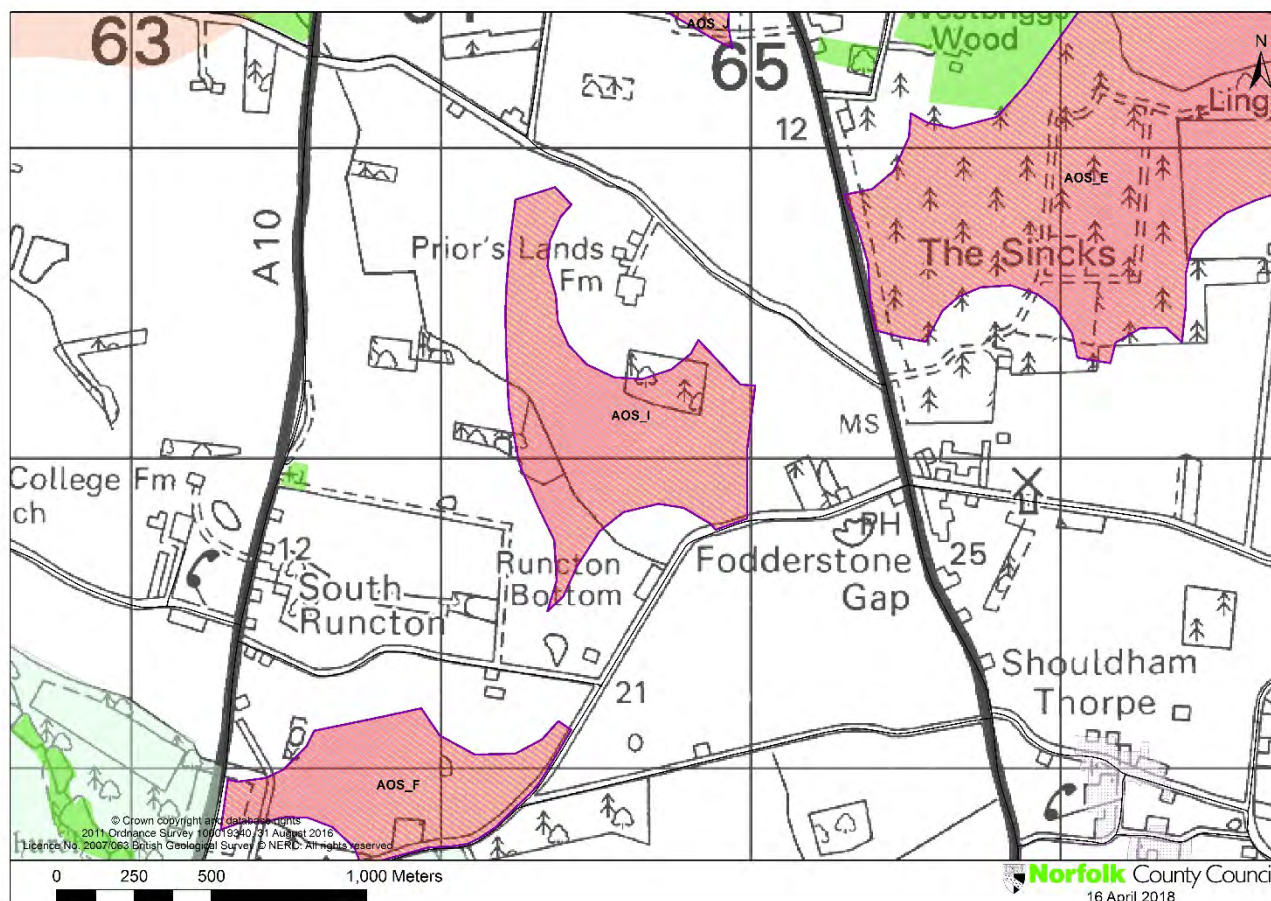 63
65
AOS_J
Westbriggs
Wood
N
Ling
12
AOS_E
A 10
Prior's Lands
Fm
The Sincks
AOS_I
MS
College Fm
ch
12
South
Runcton
Runcton
Bottom
PH
Fodderstone
Gap
25
21
Shouldham
Thorpe
AOS_F
© Crown copyright and database rights
2011 Ordnance Survey 100019340, 31 August 2016
Licence No. 2007/063 British Geological Survey © NERC. All rights reserved
0 250 500 1,000 Meters
Norfolk County Counci
16 April 2018